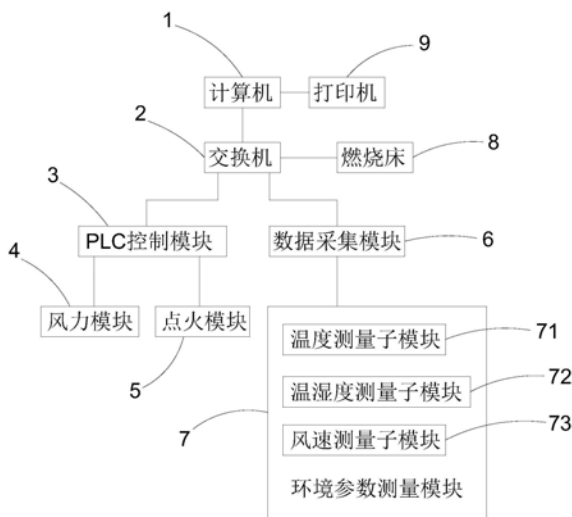 1
9
计算机
打印机
2
交换机
燃烧床
8
3
PLC控制模块
数据采集模块
6
4
风力模块
点火模块
5
7
温度测量子模块
71
温湿度测量子模块
72
风速测量子模块
73
环境参数测量模块